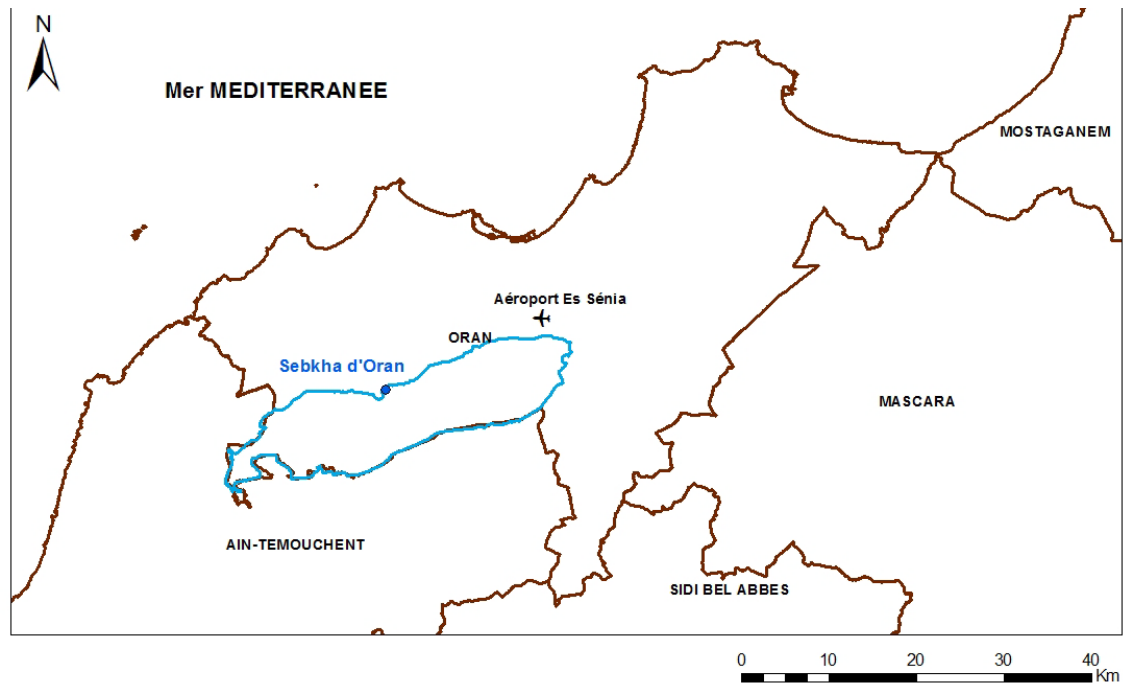 N
Mer MEDITERRANEE
MOSTAGANEM
Aéroport Es Sénia
ORAN
Sebkha d'Oran
MASCARA
AIN-TEMOUCHENT
SIDI BEL ABBES
0 10 20 30 40
Km